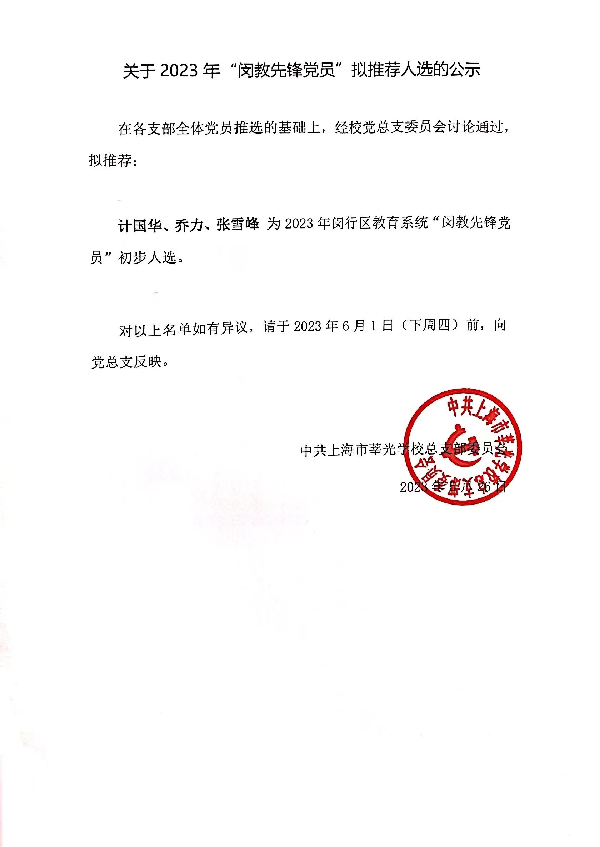 关于 2023 年“闵教先锋党员”拟推荐人选的公示
在各支部全体党员推选的基础上，经校党总支委员会讨论通过，
拟推荐：
计国华、乔力、张雪峰 为 2023 年闵行区教育系统“闵教先锋党
员”初步人选。
对以上名单如有异议，请于 2023 年 6 月 1 日（下周四）前，向
党总支反映。
中共上海市莘光学校总支部委员会
2023 年 5 月 26 日
中共上海市莘光学校总支部委员会